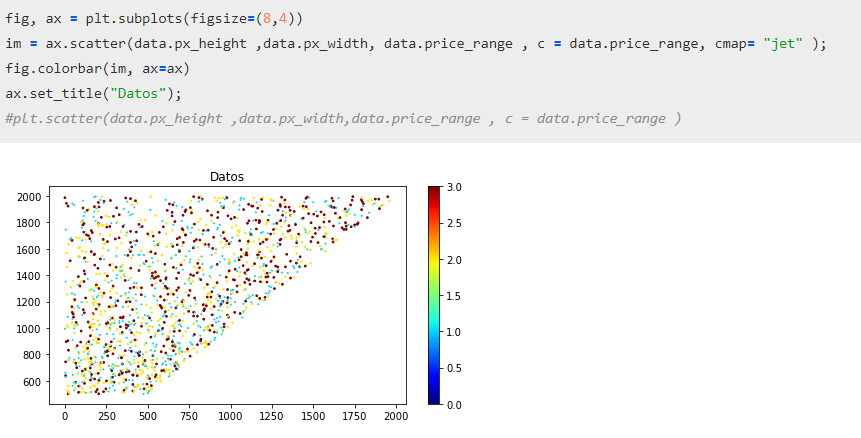 fig, ax = plt.subplots(figsize=(8,4))
im = ax.scatter(data.px_height ,data.px_width, data.price_range , c = data.price_range, cmap= "jet" );
fig.colorbar(im, ax=ax)
ax.set_title("Datos");
#plt.scatter(data.px_height ,data.px_width,data.price_range , c = data.price_range )
Datos
2000
1800
1600
1400
1200
1000
800
600
0 250 500 750 1000 1250 1500 1750 2000
3.0
2.5
2.0
1.5
1.0
0.5
0.0